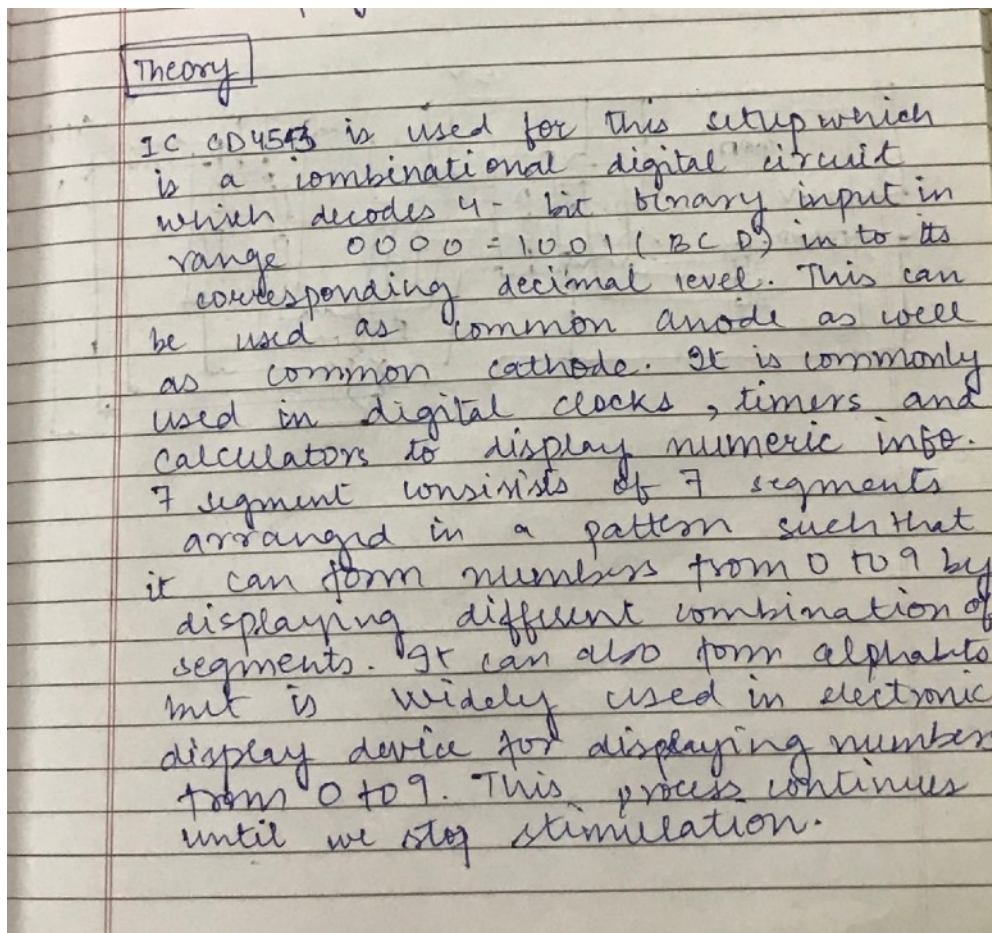 Theory
IC CD4543 is used for this setup which
is a combinational digital circuit
which decodes 4- bit binary input in
range 0000 - 1001 ( BCD ) in to its
corresponding decimal level. This can
be used as common anode as well
as common cathode. It is commonly
used in digital clocks, timers and
calculators to display numeric info.
7 segment consisists of 7 segments
arranged in a pattern such that
it can form numbers from 0 to 9 by
displaying different combination of
segments. It can also form alphabts
but is widely used in electronic
display device for displaying number
from 0 to 9. This process continues
until we stop stimulation.